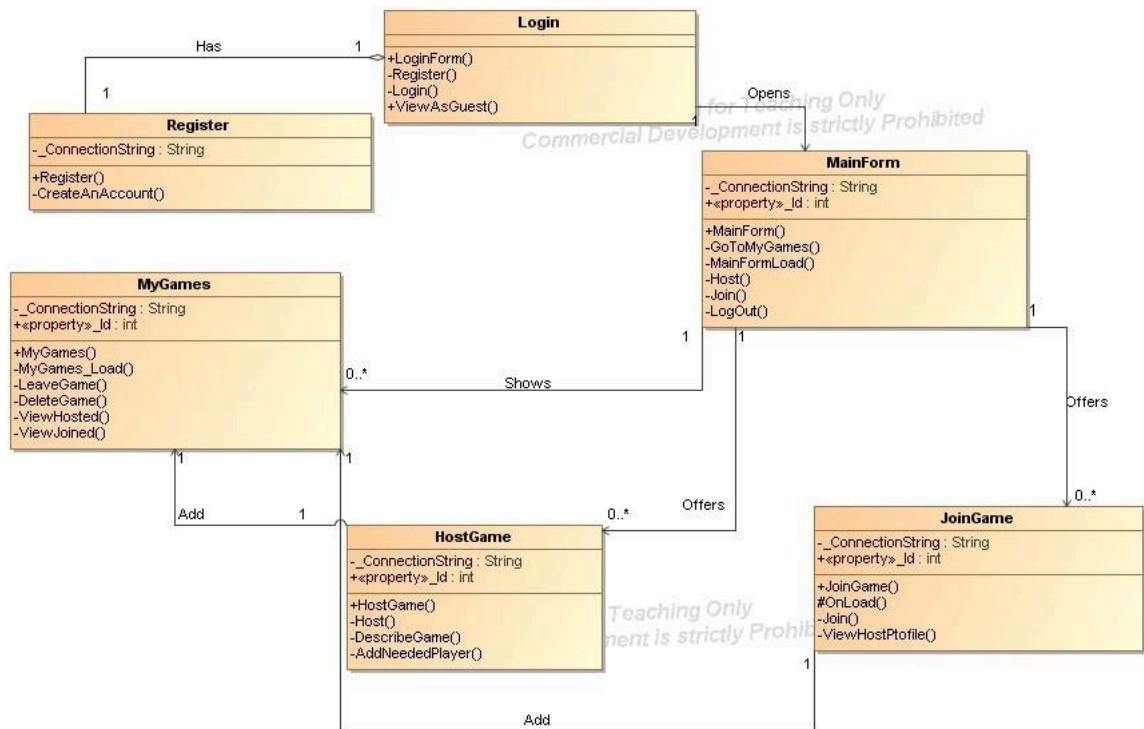 Login
+LoginForm()
-Register()
-Login()
+ViewAsGuest()
Has
1
1
Opens
1
for Teaching Only
Commercial Development is strictly Prohibited
Register
-_ConnectionString : String
+Register()
-CreateAnAccount()
MainForm
-_ConnectionString : String
+«property»_Id : int
+MainForm()
-GoToMyGames()
-MainFormLoad()
-Host()
-Join()
-LogOut()
MyGames
-_ConnectionString : String
+«property»_Id : int
+MyGames()
-MyGames_Load()
-LeaveGame()
-DeleteGame()
-ViewHosted()
-ViewJoined()
1
1
1
0..*
Shows
Offers
1
1
Add
1
0..*
Offers
0..*
HostGame
-_ConnectionString : String
+«property»_Id : int
+HostGame()
-Host()
-DescribeGame()
-AddNeededPlayer()
Teaching Only
ment is strictly Prohib
JoinGame
-_ConnectionString : String
+«property»_Id : int
+JoinGame()
#OnLoad()
-Join()
-ViewHostPtofile()
1
Add